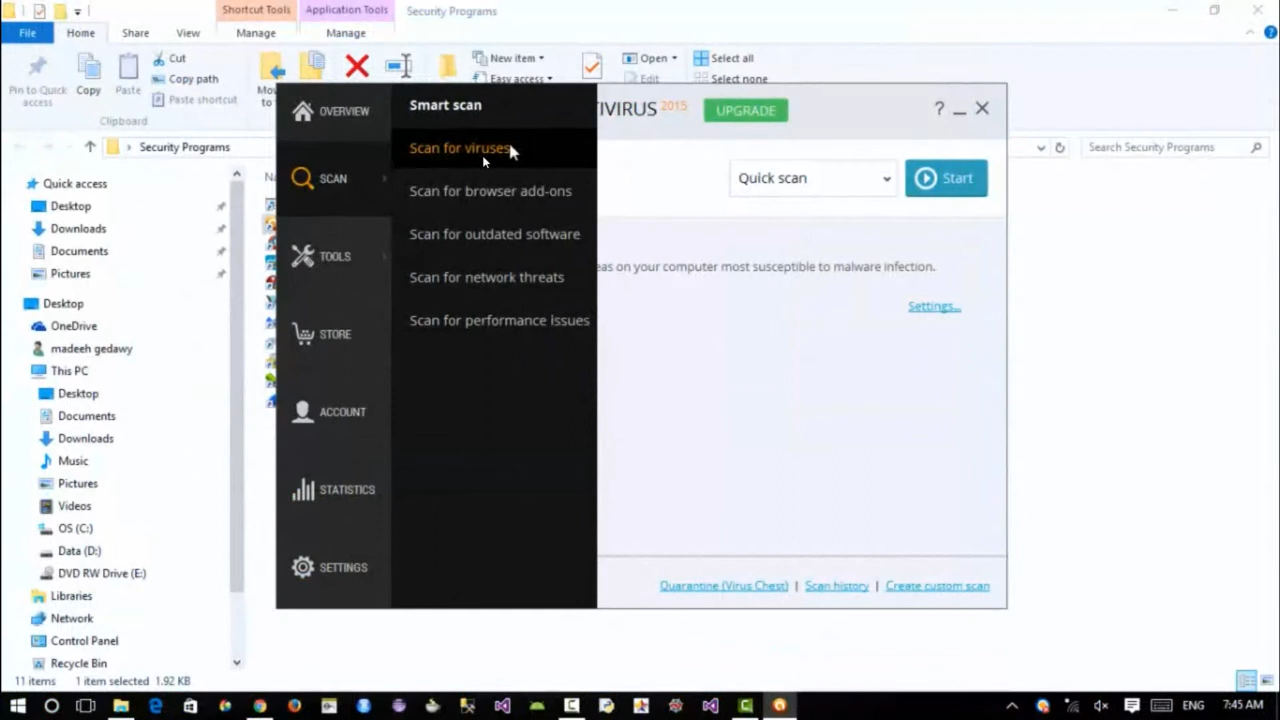 Shortcut Tools
Application Tools
Security Programs
File
Home
Share
View
Manage
Manage
Pin to Quick access
Copy
Paste
Cut
Copy path
Paste shortcut
Clipboard
New item
Easy access
Open
Edit
Select all
Select none
Security Programs
Search Security Programs
Quick access
Desktop
Downloads
Documents
Pictures
Desktop
OneDrive
madeeh gedawy
This PC
Desktop
Documents
Downloads
Music
Pictures
Videos
OS (C:)
Data (D:)
DVD RW Drive (E:)
Libraries
Network
Control Panel
Recycle Bin
11 items
1 item selected 1.92 KB
OVERVIEW
SCAN
TOOLS
STORE
ACCOUNT
STATISTICS
SETTINGS
Smart scan
Scan for viruses
Scan for browser add-ons
Scan for outdated software
Scan for network threats
Scan for performance issues
TIVIRUS 2015
UPGRADE
?
Quick scan
Start
eas on your computer most susceptible to malware infection.
Settings...
Quarantine (Virus Chest) | Scan history | Create custom scan
ENG
7:45 AM